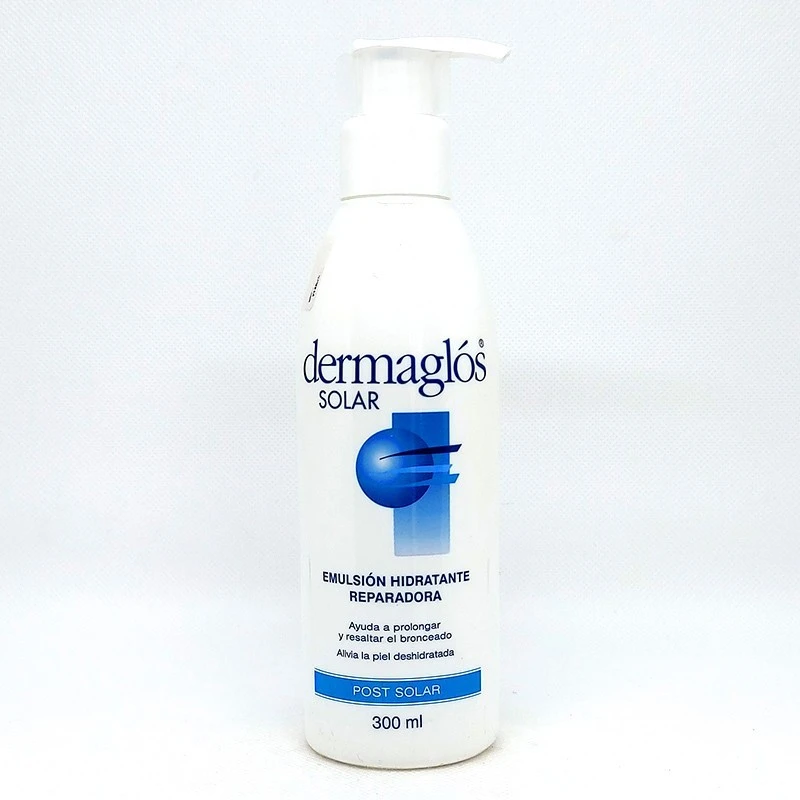 dermaglós®
SOLAR
EMULSIÓN HIDRATANTE
REPARADORA
Ayuda a prolongar
y resaltar el bronceado
Alivia la piel deshidratada
POST SOLAR
300 ml